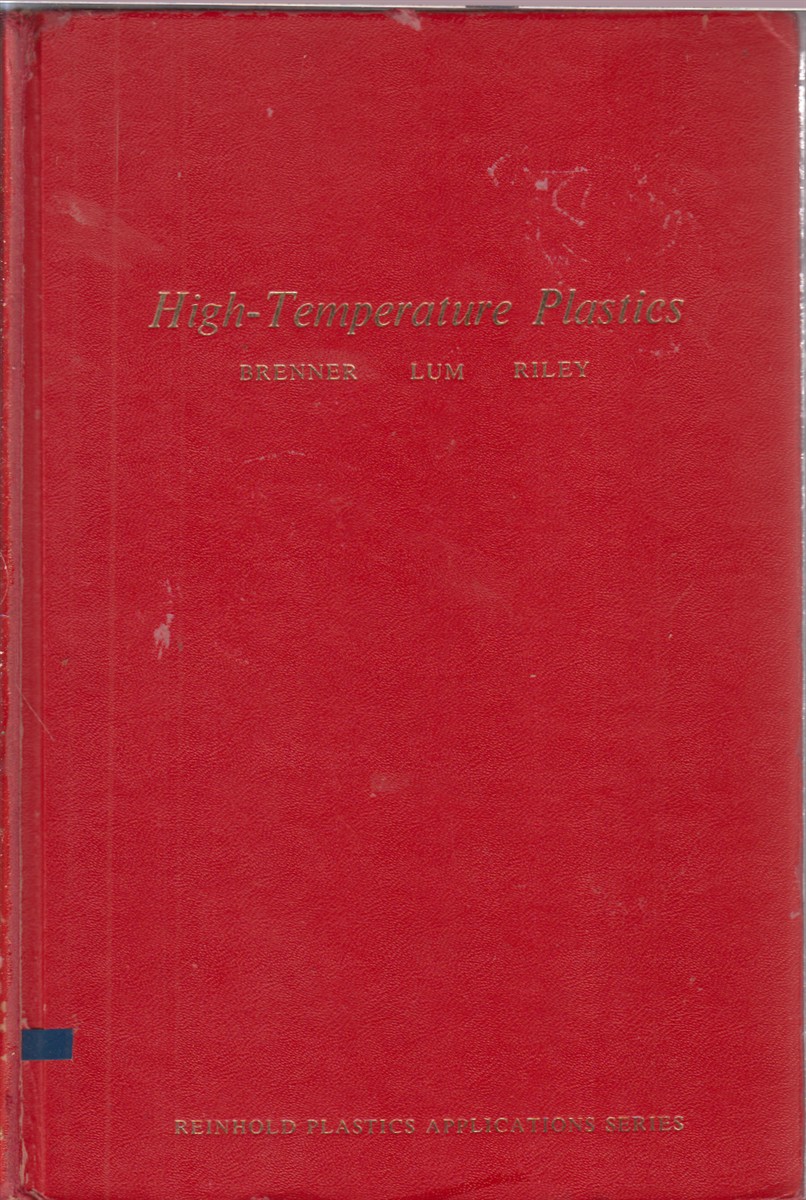 High-Temperature Plastics
BRENNER LUM RILEY
REINHOLD PLASTICS APPLICATIONS SERIES